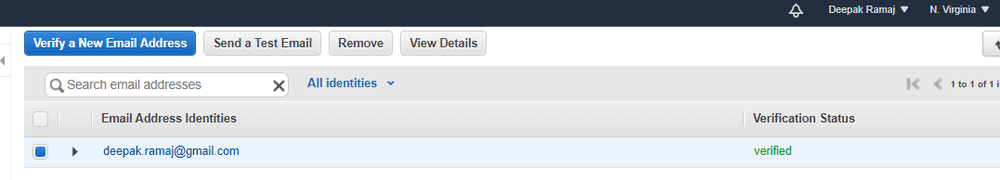 Deepak Ramaj N. Virginia
Verify a New Email Address Send a Test Email Remove View Details
Search email addresses All identities 1 to 1 of 1
Email Address Identities Verification Status
deepak.ramaj@gmail.com verified